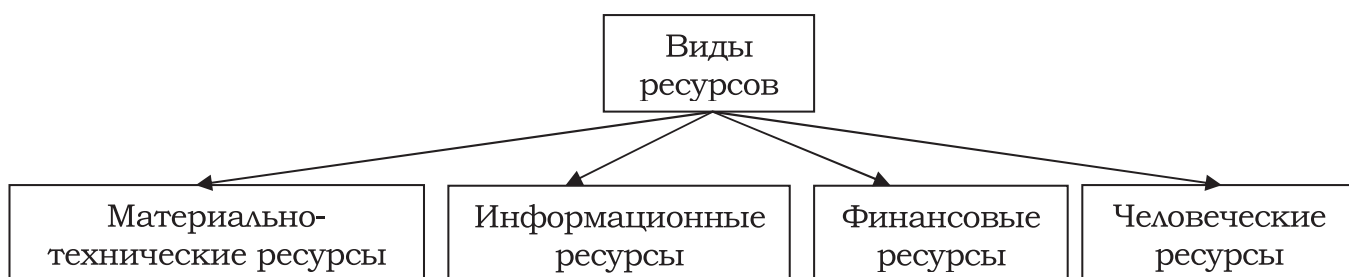 Виды
ресурсов
Материально-
технические ресурсы
Информационные
ресурсы
Финансовые
ресурсы
Человеческие
ресурсы